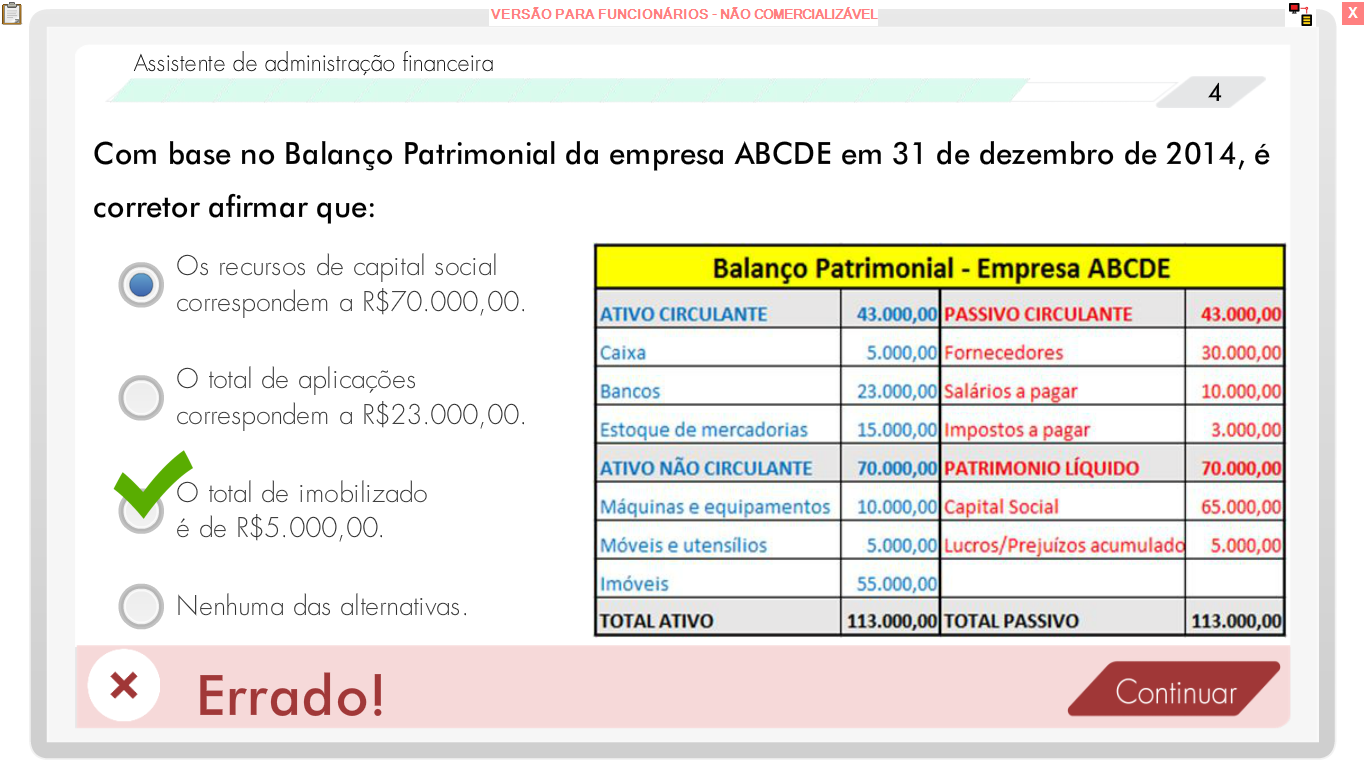 VERSÃO PARA FUNCIONÁRIOS - NÃO COMERCIALIZÁVEL
X
Assistente de administração financeira
4
Com base no Balanço Patrimonial da empresa ABCDE em 31 de dezembro de 2014, é
corretor afirmar que:
Os recursos de capital social
correspondem a R$70.000,00.
O total de aplicações
correspondem a R$23.000,00.
O total de imobilizado
é de R$5.000,00.
Nenhuma das alternativas.
Balanço Patrimonial - Empresa ABCDE
ATIVO CIRCULANTE 43.000,00 PASSIVO CIRCULANTE 43.000,00
Caixa 5.000,00 Fornecedores 30.000,00
Bancos 23.000,00 Salários a pagar 10.000,00
Estoque de mercadorias 15.000,00 Impostos a pagar 3.000,00
ATIVO NÃO CIRCULANTE 70.000,00 PATRIMONIO LÍQUIDO 70.000,00
Máquinas e equipamentos 10.000,00 Capital Social 65.000,00
Móveis e utensílios 5.000,00 Lucros/Prejuízos acumulado 5.000,00
Imóveis 55.000,00
TOTAL ATIVO 113.000,00 TOTAL PASSIVO 113.000,00
Errado!
Continuar